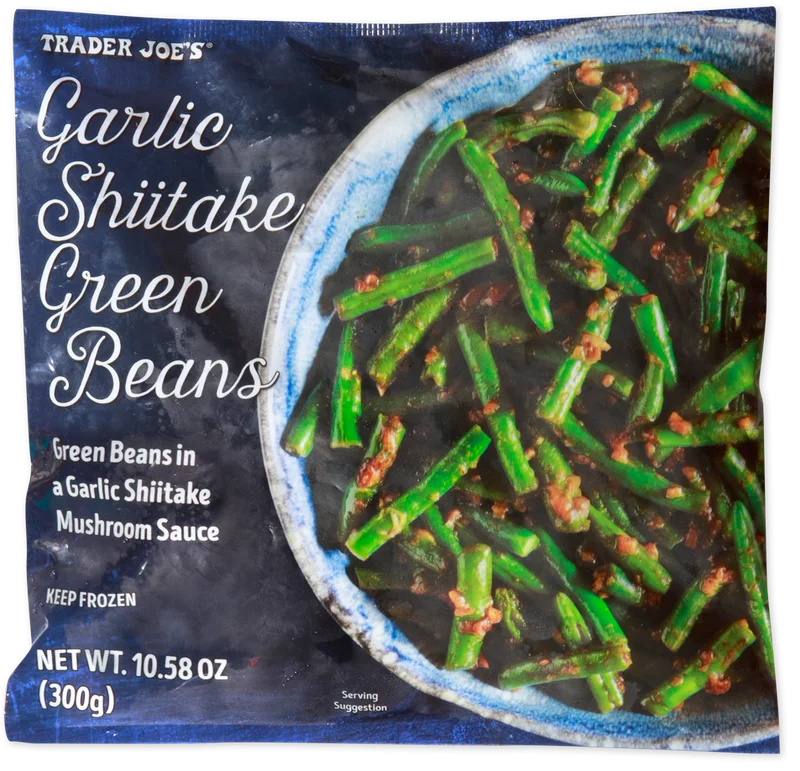 TRADER JOE'S®
Garlic
Shiitake
Green
Beans
Green Beans in
a Garlic Shiitake
Mushroom Sauce
KEEP FROZEN
NET WT. 10.58 OZ
(300g)
Serving
Suggestion